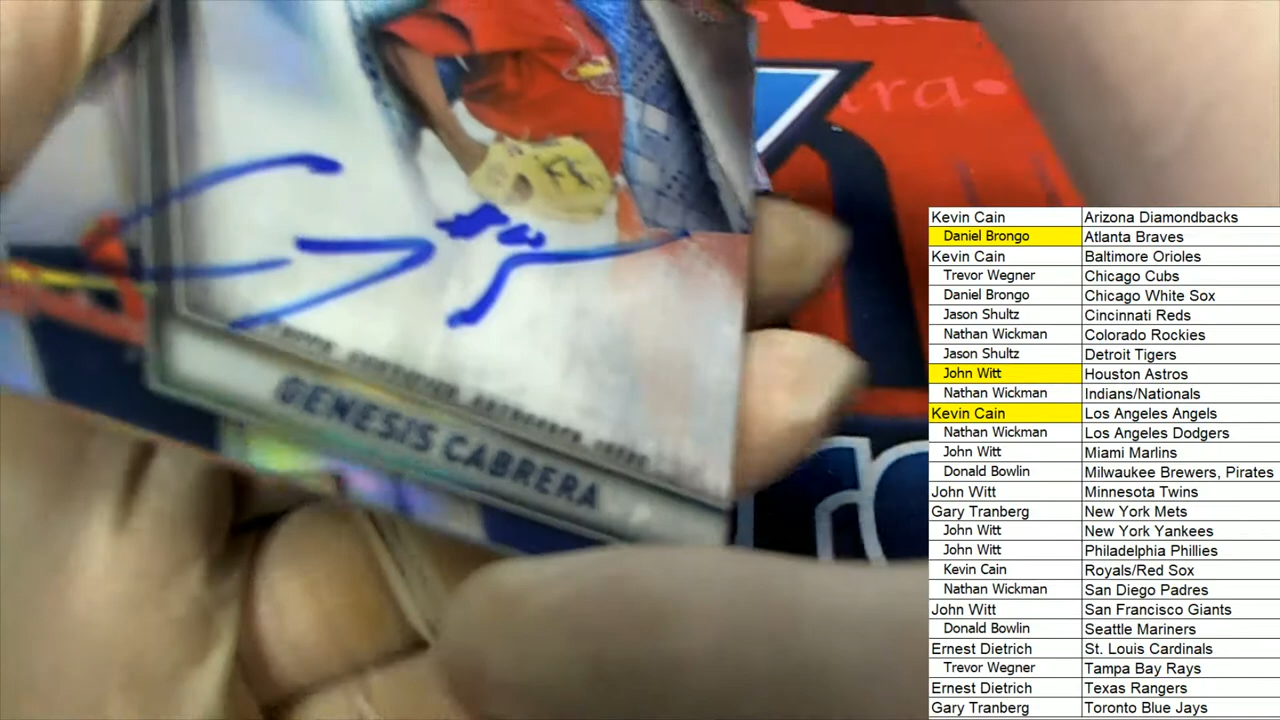 ara•
GENESIS CABRERA
Kevin Cain Arizona Diamondbacks
Daniel Brongo Atlanta Braves
Kevin Cain Baltimore Orioles
Trevor Wegner Chicago Cubs
Daniel Brongo Chicago White Sox
Jason Shultz Cincinnati Reds
Nathan Wickman Colorado Rockies
Jason Shultz Detroit Tigers
John Witt Houston Astros
Nathan Wickman Indians/Nationals
Kevin Cain Los Angeles Angels
Nathan Wickman Los Angeles Dodgers
John Witt Miami Marlins
Donald Bowlin Milwaukee Brewers, Pirates
John Witt Minnesota Twins
Gary Tranberg New York Mets
John Witt New York Yankees
John Witt Philadelphia Phillies
Kevin Cain Royals/Red Sox
Nathan Wickman San Diego Padres
John Witt San Francisco Giants
Donald Bowlin Seattle Mariners
Ernest Dietrich St. Louis Cardinals
Trevor Wegner Tampa Bay Rays
Ernest Dietrich Texas Rangers
Gary Tranberg Toronto Blue Jays